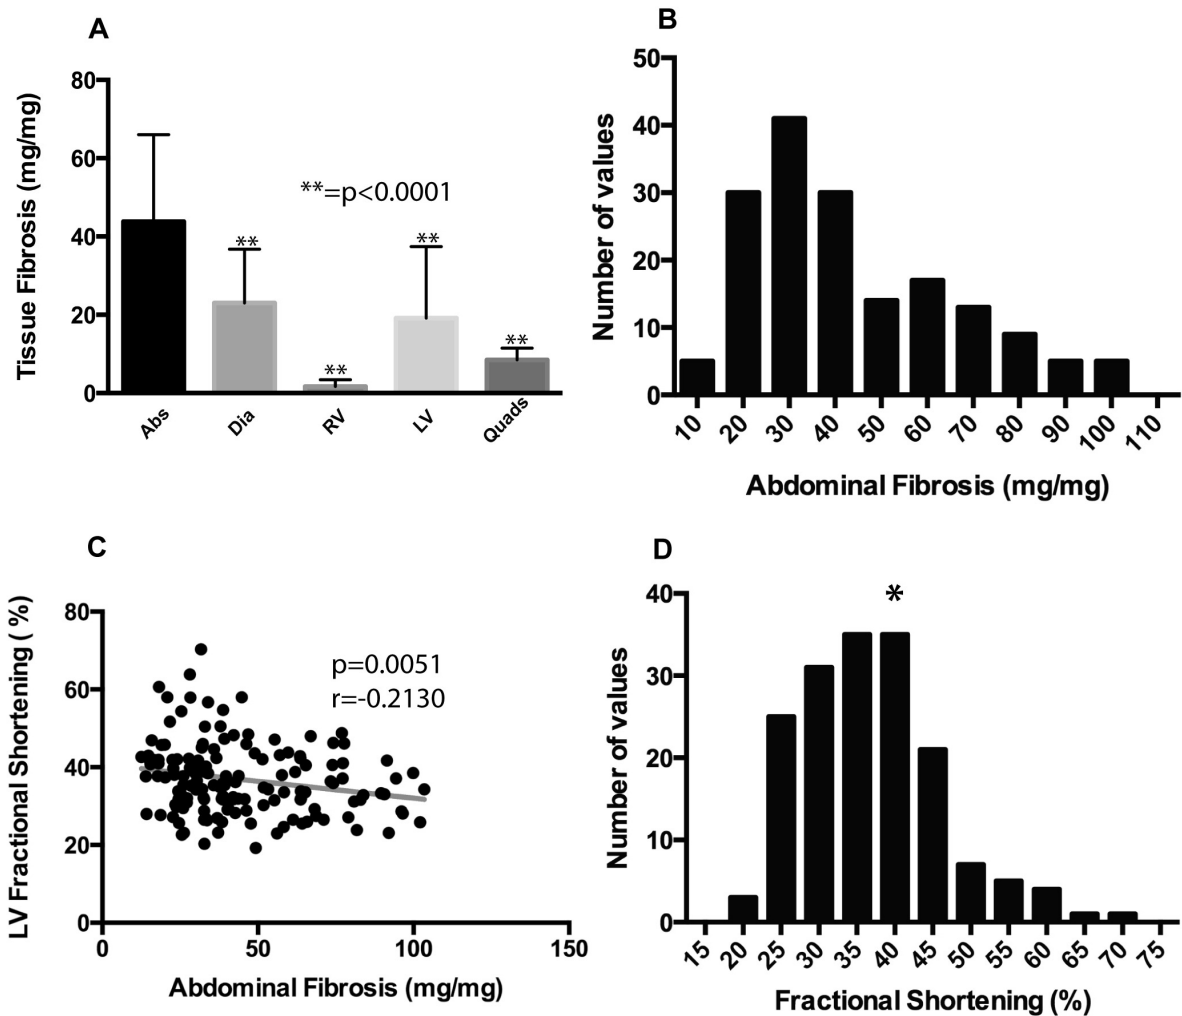 A
Tissue Fibrosis (mg/mg)
80
60
40
20
0
**=p<0.0001
**
**
**
**
Abs
Dia
RV
LV
Quads
B
Number of values
50
40
30
20
10
0
10
20
30
40
50
60
70
80
90
100
110
Abdominal Fibrosis (mg/mg)
C
LV Fractional Shortening ( %)
80
60
40
20
0
p=0.0051
r=-0.2130
0
50
100
150
Abdominal Fibrosis (mg/mg)
D
Number of values
40
30
20
10
0
*
15
20
25
30
35
40
45
50
55
60
65
70
75
Fractional Shortening (%)